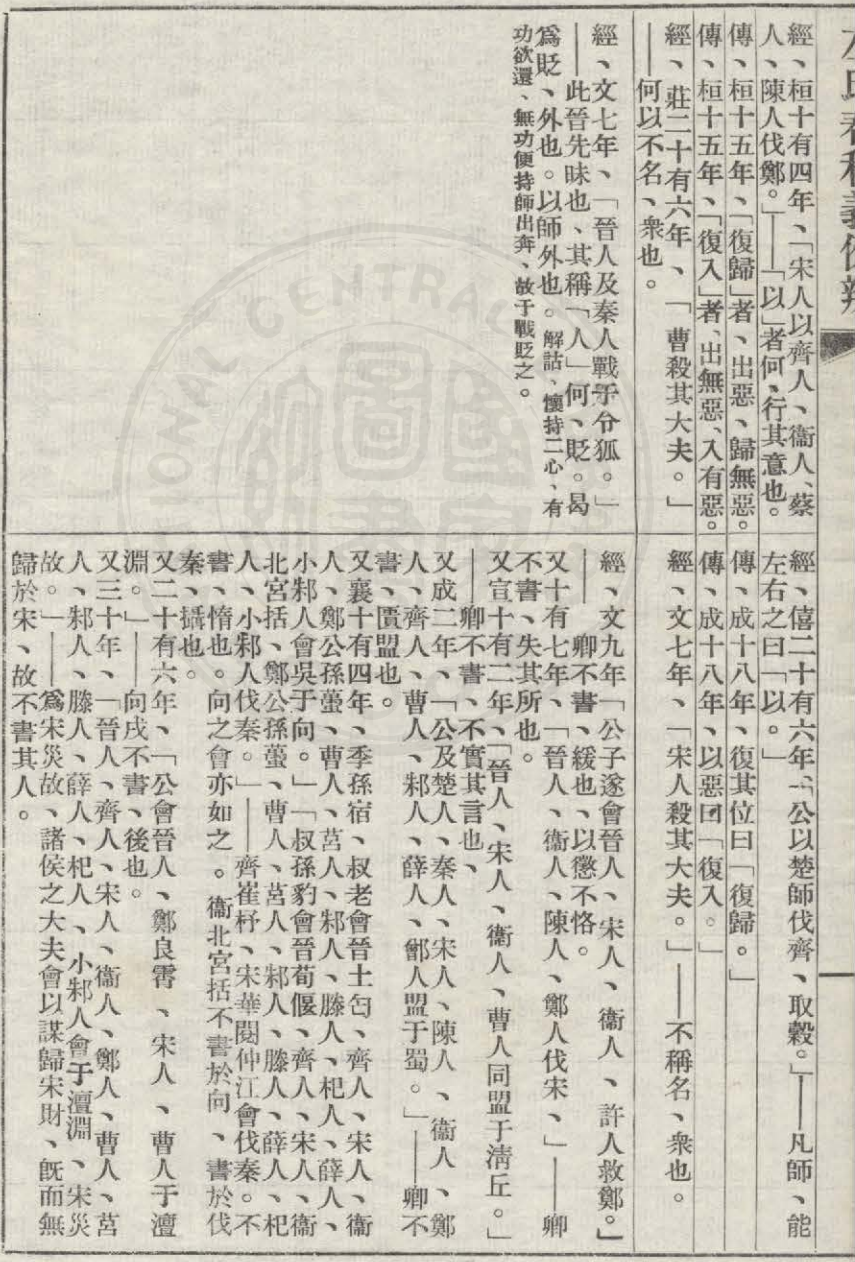 左氏春秋義例辨
經、桓十有四年、「宋人以齊人、衞人、蔡
人、陳人伐鄭。」——「以」者何、行其意也。
傳、桓十五年、「復歸」者、出惡、歸無惡。
傳、桓十五年、「復入」者、出無惡、入有惡。
經、莊二十有六年、「曹殺其大夫。」
——何以不名、衆也。
經、文七年、「晉人及秦人戰于令狐。」
——此晉先昧也、其稱「人」何、貶。曷
爲貶、外也。以師外也。解詁、懷持二心、有
功欲還、無功便持師出奔、故于戰貶之。
經、僖二十有六年、「公以楚師伐齊、取穀。」——凡師、能
左右之曰「以。」
傳、成十八年、復其位曰「復歸。」
傳、成十八年、以惡囙「復入。」
經、文七年、「宋人殺其大夫。」——不稱名、衆也。
經、文九年「公子遂會晉人、宋人、衞人、許人救鄭。」
——卿不書、緩也、以懲不恪。
又十有七年、「晉人、衞人、陳人、鄭人伐宋、」——卿
不書、失其所也。
又宣十有二年、「晉人、宋人、衞人、曹人同盟于淸丘。」
——卿不書、不實其言也、
又成二年、「公及楚人、秦人、宋人、陳人、衞人、鄭
人、齊人、曹人、邾人、薛人、鄫人盟于蜀。」——卿不
書、匱盟也。
又襄十有四年、季孫宿、叔老會晉士匄、齊人、宋人、衞
人、鄭公孫蠆、曹人、莒人、邾人、滕人、杞人、薛人、
小邾人會吳于向。」「叔孫豹會晉荀偃、齊人、宋人、衞
北宮括、鄭公孫蠆、曹人、莒人、邾人、滕人、薛人、杞
人、小邾人伐秦。」——齊崔杼、宋華閱仲江會伐秦。不
書、惰也。向之會亦如之。衞北宮括不書於向、書於伐
秦、攝也。
又二十有六年、「公會晉人、鄭良霄、宋人、曹人于澶
淵。」——向戌不書、後也。
又三十年、「晉人、齊人、宋人、衞人、鄭人、曹人、莒
人、邾人、滕人、薛人、杞人、小邾人會于澶淵、宋災
故。」——爲宋災故、諸侯之大夫會以謀歸宋財、旣而無
歸於宋、故不書其人。